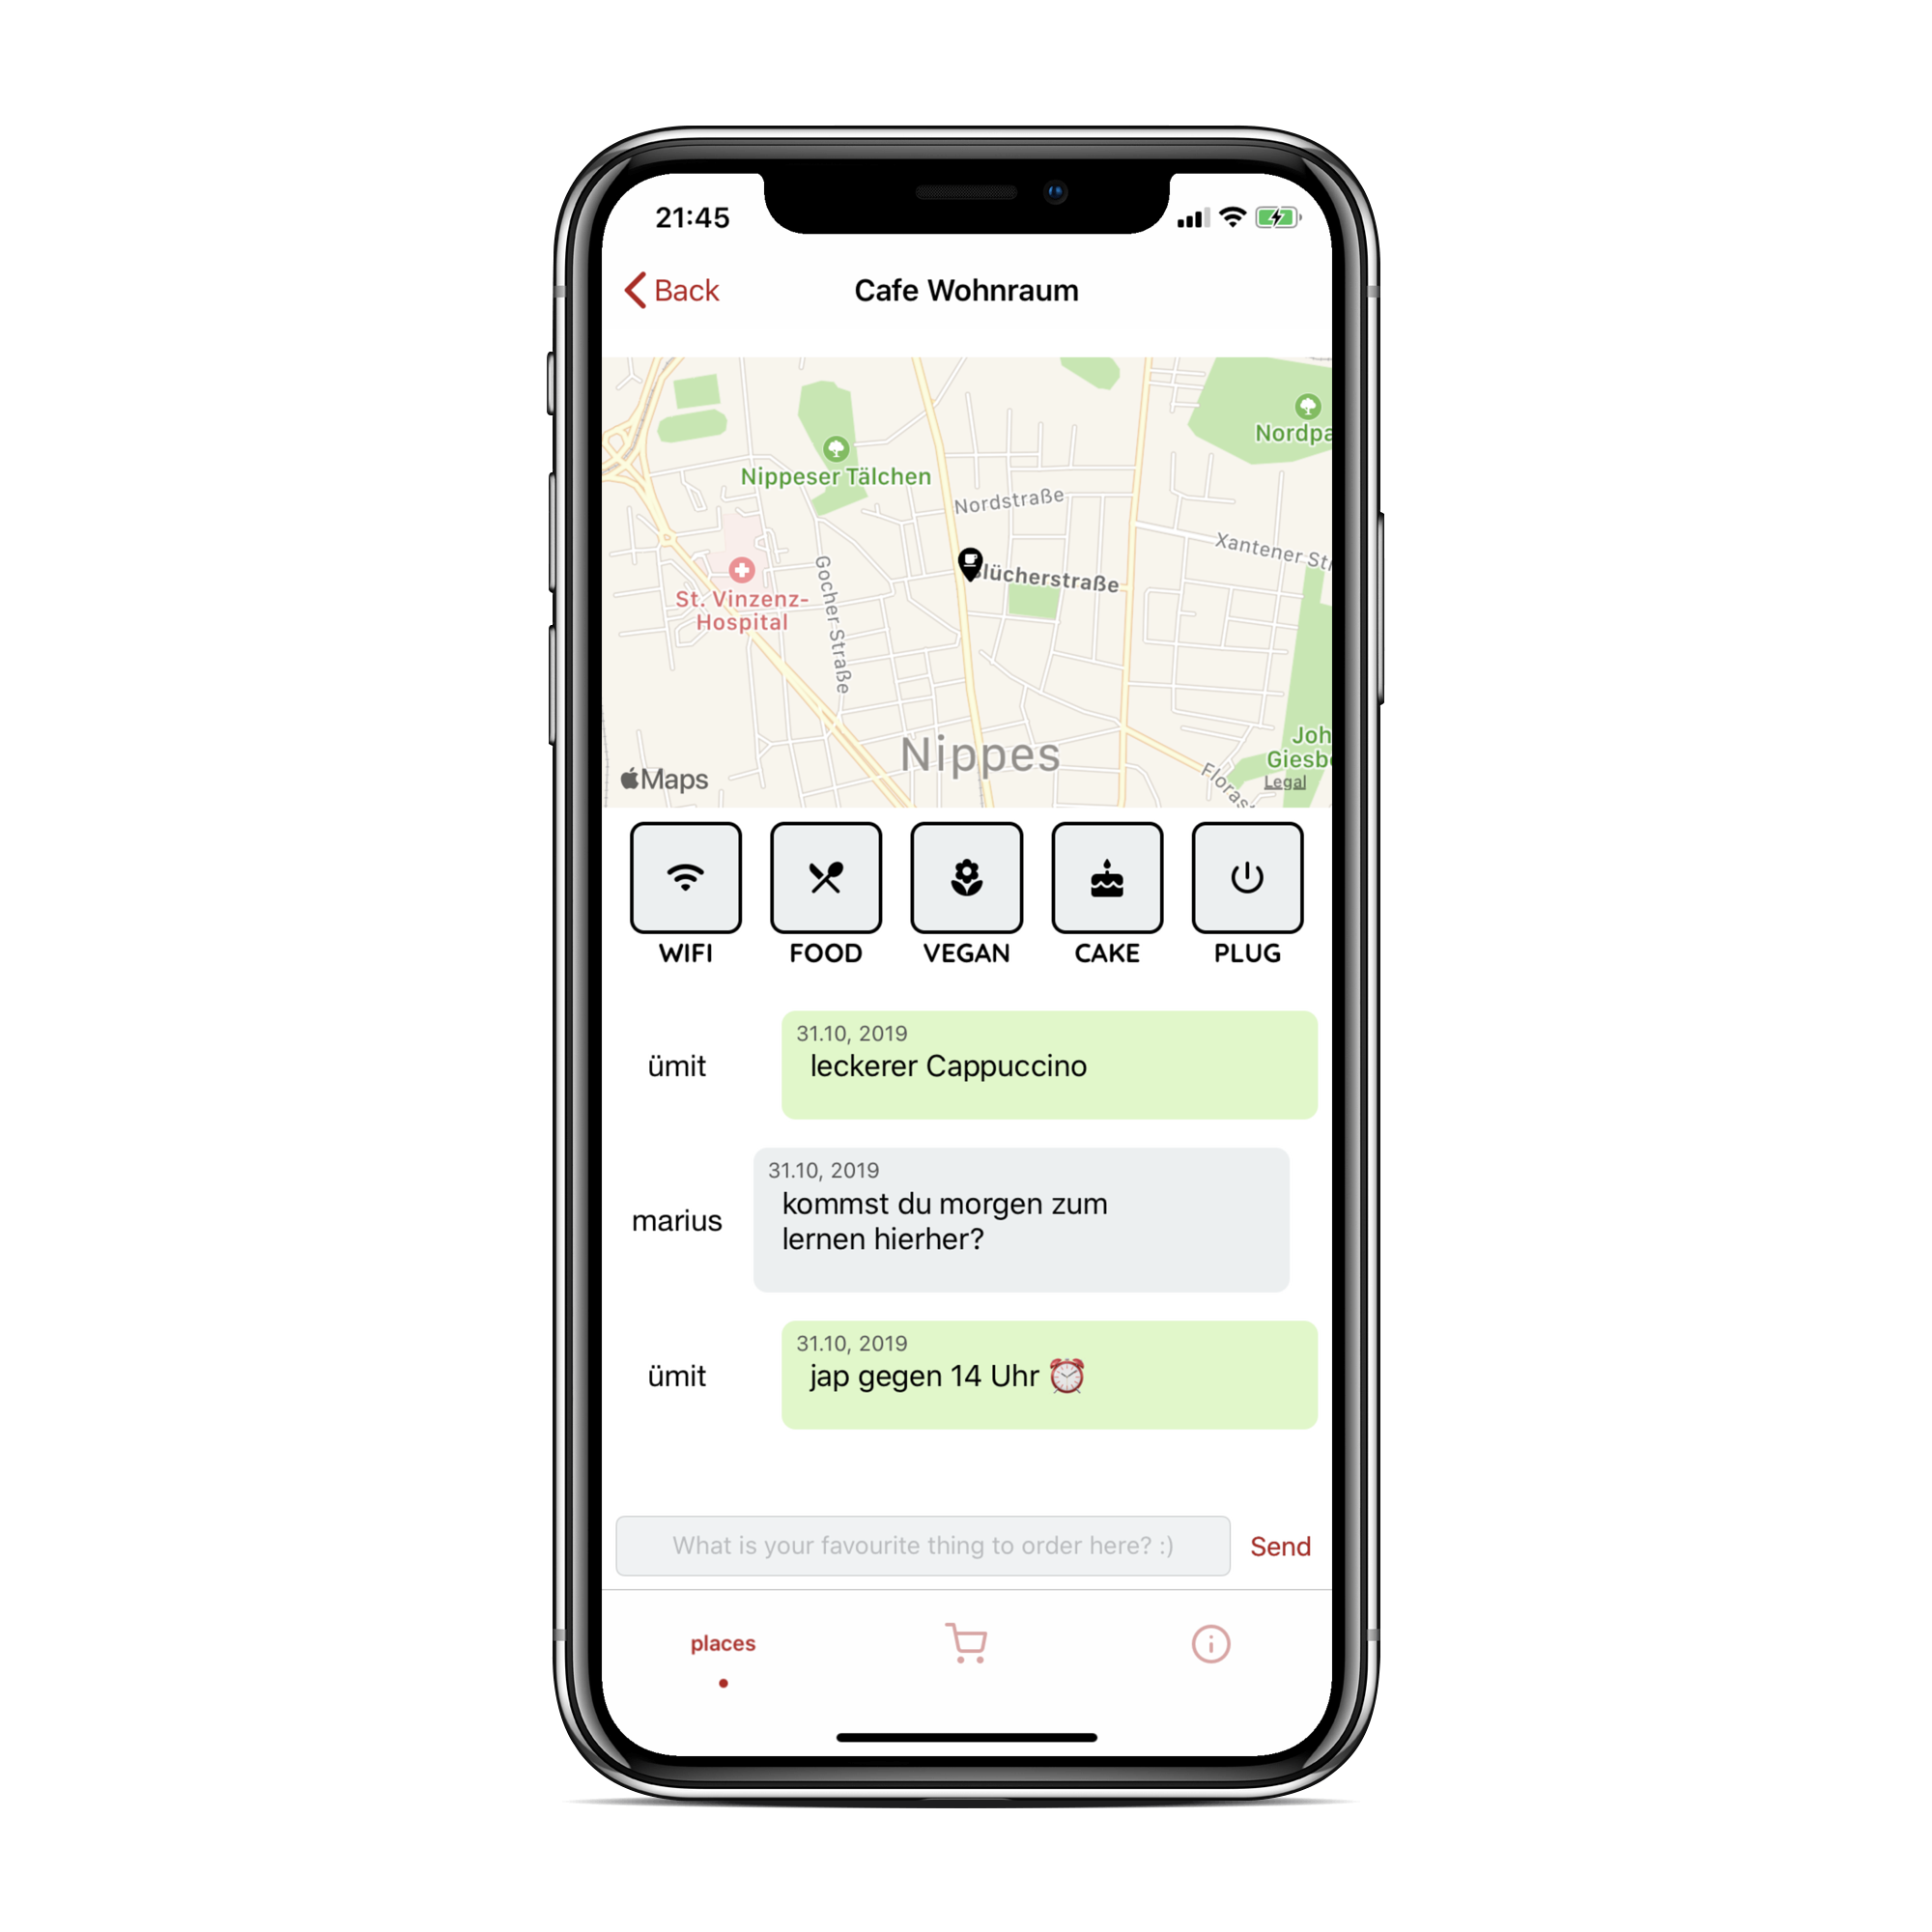 21:45
Back
Cafe Wohnraum
Nordpa
Nippeser Tälchen
Nordstraße
Xantener Str
lücherstraße
Gocher Straße
St. Vinzenz-
Hospital
Nippes
Joh
Giesb
Floras
Maps
Legal
WIFI
FOOD
VEGAN
CAKE
PLUG
31.10, 2019
ümit
leckerer Cappuccino
31.10, 2019
kommst du morgen zum
marius
lernen hierher?
31.10, 2019
ümit
jap gegen 14 Uhr ⏰
What is your favourite thing to order here? :)
Send
places